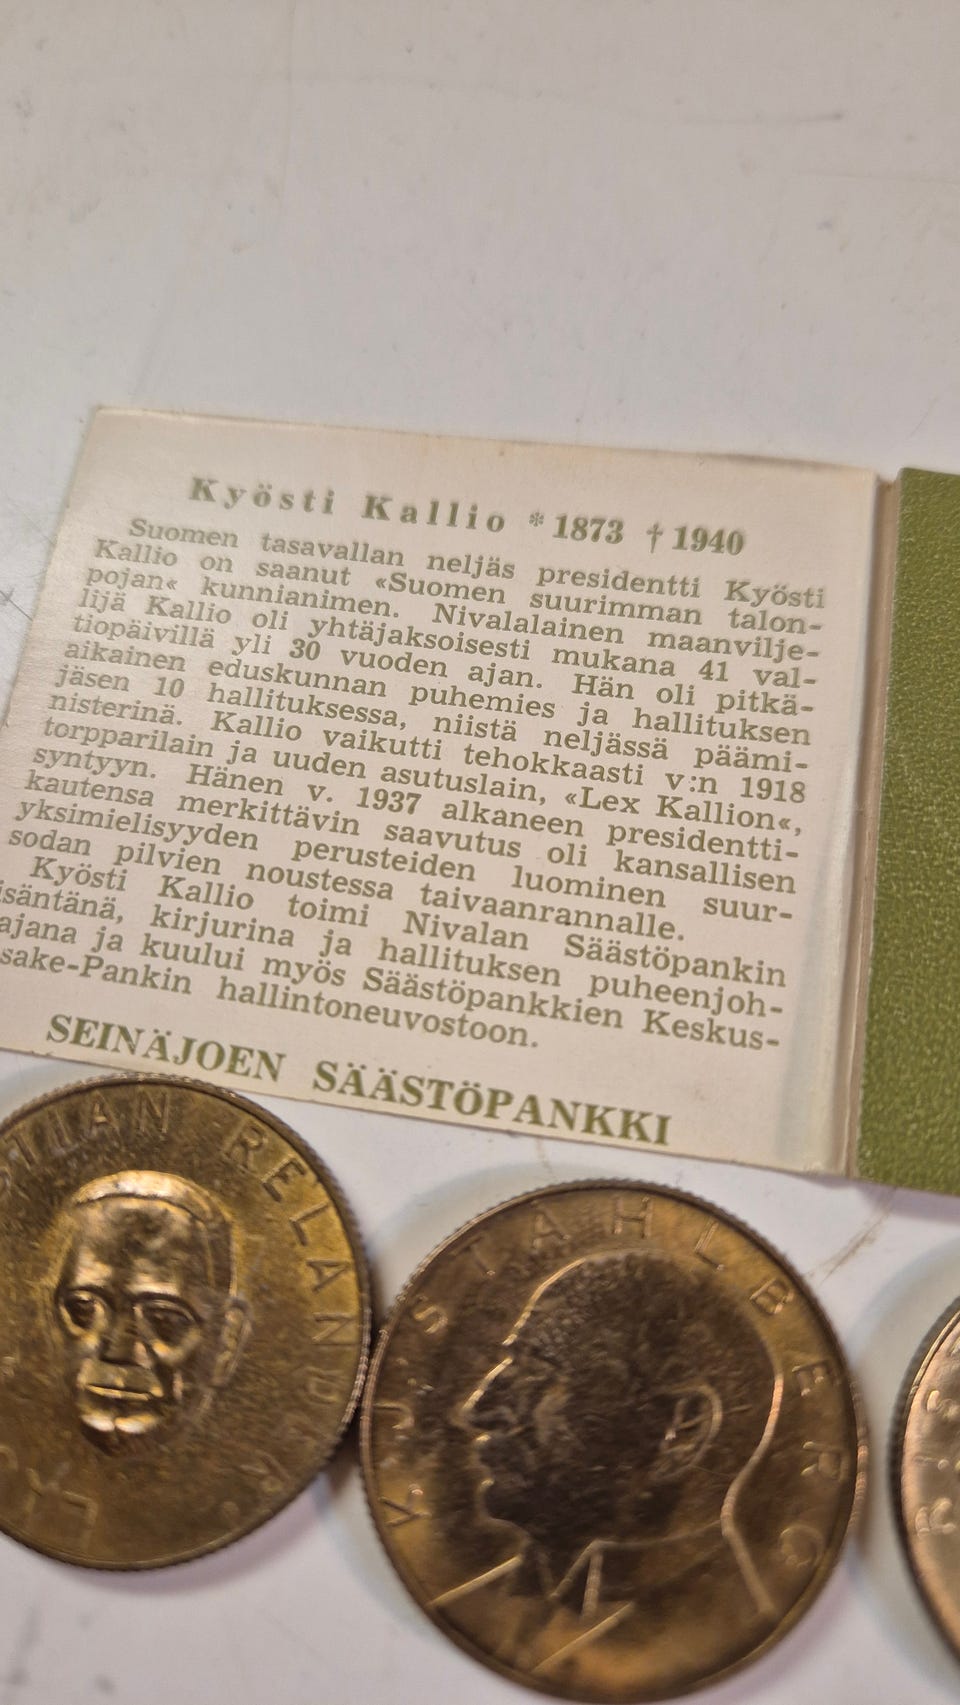 Kyösti Kallio * 1873 † 1940
Suomen tasavallan neljäs presidentti Kyösti
Kallio on saanut «Suomen suurimman talon-
pojan« kunnianimen. Nivalalainen maanvilje-
lijä Kallio oli yhtäjaksoisesti mukana 41 val-
tiopäivillä yli 30 vuoden ajan. Hän oli pitkä-
aikainen eduskunnan puhemies ja hallituksen
jäsen 10 hallituksessa, niistä neljässä päämi-
nisterinä. Kallio vaikutti tehokkaasti v:n 1918
torpparilain ja uuden asutuslain, «Lex Kallion«,
syntyyn. Hänen v. 1937 alkaneen presidentti-
kautensa merkittävin saavutus oli kansallisen
yksimielisyyden perusteiden luominen suur-
sodan pilvien noustessa taivaanrannalle.
Kyösti Kallio toimi Nivalan Säästöpankin
isäntänä, kirjurina ja hallituksen puheenjoh-
ajana ja kuului myös Säästöpankkien Keskus-
sake-Pankin hallintoneuvostoon.
SEINÄJOEN SÄÄSTÖPANKKI
STIAN RELAND
K J STAHLBERG